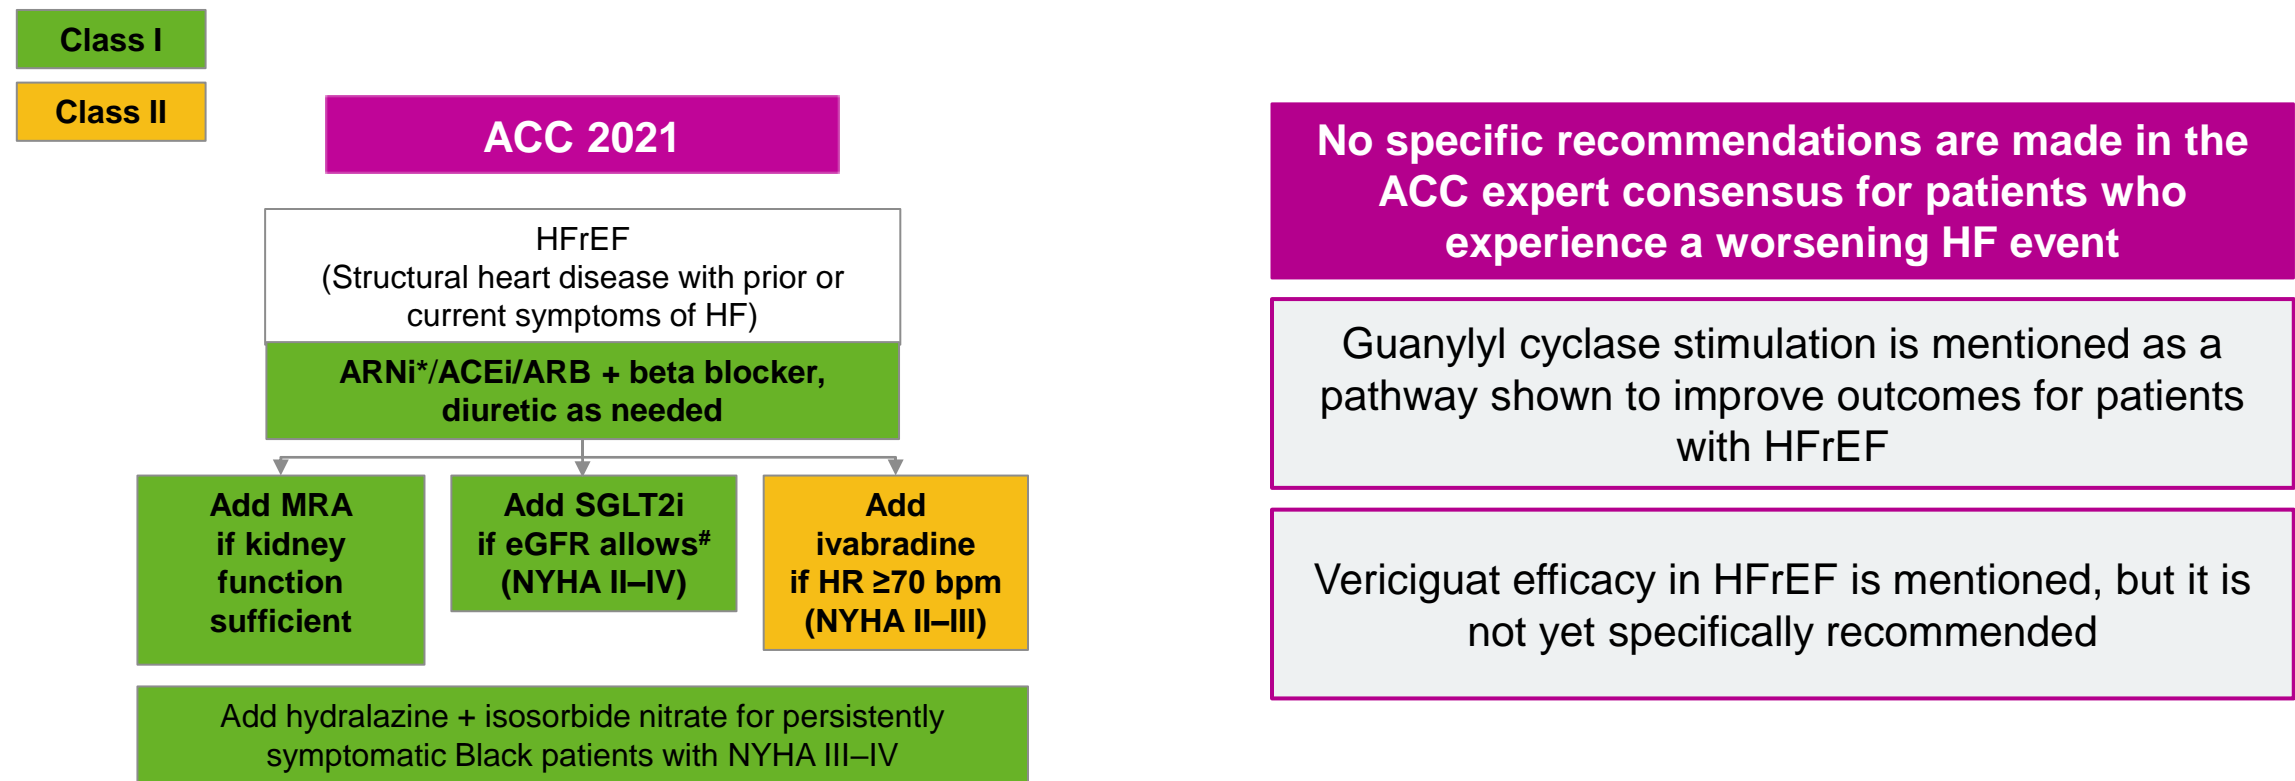 Class I
Class II
ACC 2021
HFrEF
(Structural heart disease with prior or
current symptoms of HF)
ARNi*/ACEi/ARB + beta blocker,
diuretic as needed
Add MRA
if kidney
function
sufficient
Add SGLT2i
if eGFR allows#
(NYHA II–IV)
Add
ivabradine
if HR ≥70 bpm
(NYHA II–III)
Add hydralazine + isosorbide nitrate for persistently
symptomatic Black patients with NYHA III–IV
No specific recommendations are made in the
ACC expert consensus for patients who
experience a worsening HF event
Guanylyl cyclase stimulation is mentioned as a
pathway shown to improve outcomes for patients
with HFrEF
Vericiguat efficacy in HFrEF is mentioned, but it is
not yet specifically recommended